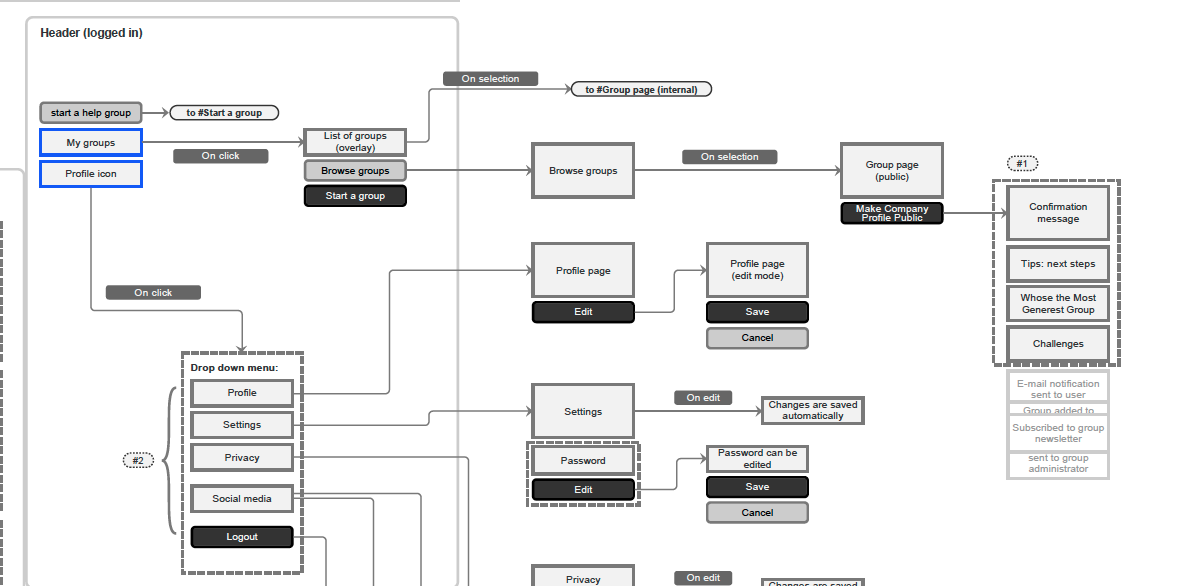 Header (logged in)
On selection
to #Group page (internal)
start a help group
to #Start a group
My groups
On click
List of groups
(overlay)
Profile icon
Browse groups
Start a group
Browse groups
On selection
Group page
(public)
Make Company
Profile Public
#1
Confirmation
message
Tips: next steps
Whose the Most
Generest Group
Challenges
E-mail notification
sent to user
Group added to
Subscribed to group
newsletter
sent to group
administrator
On click
Profile page
Edit
Profile page
(edit mode)
Save
Cancel
Drop down menu:
Profile
Settings
Privacy
Social media
Logout
#2
Settings
On edit
Changes are saved
automatically
Password
Edit
Password can be
edited
Save
Cancel
Privacy
On edit
Changes are saved